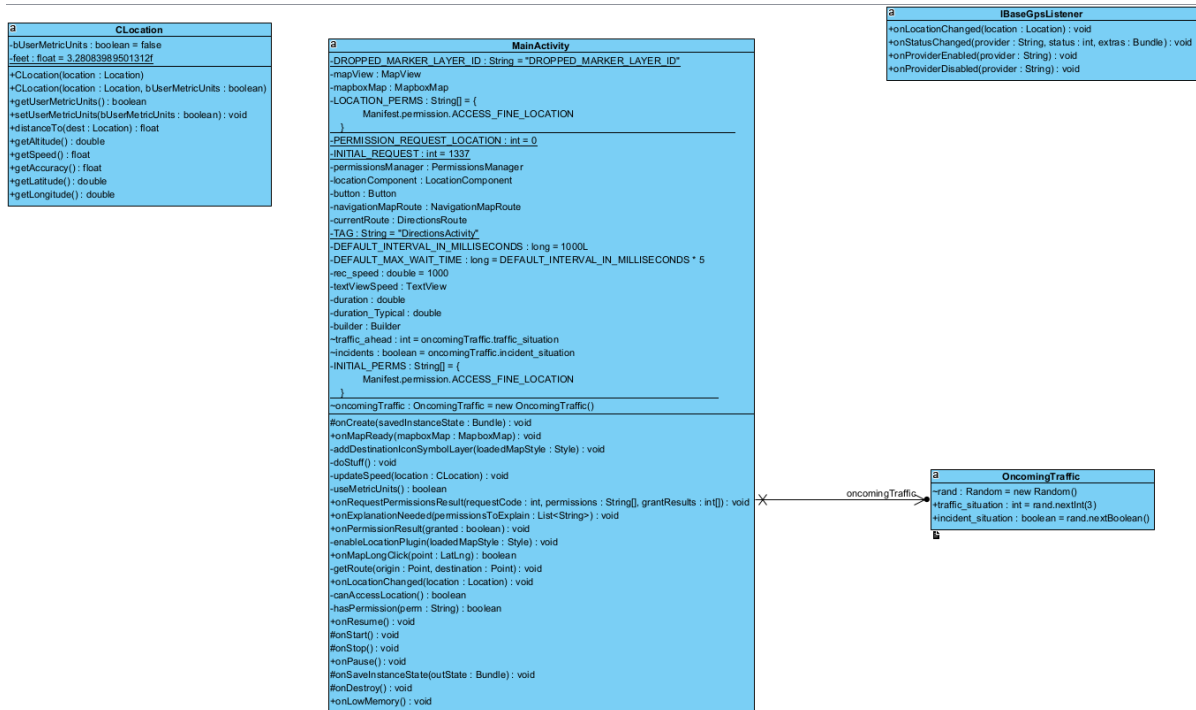 a
CLocation
-bUserMetricUnits : boolean = false
-feet : float = 3.28083989501312f
+CLocation(location : Location)
+CLocation(location : Location, bUserMetricUnits : boolean)
+getUserMetricUnits() : boolean
+setUserMetricUnits(bUserMetricUnits : boolean) : void
+distanceTo(dest : Location) : float
+getAltitude() : double
+getSpeed() : float
+getAccuracy() : float
+getLatitude() : double
+getLongitude() : double
a
MainActivity
-DROPPED_MARKER_LAYER_ID : String = "DROPPED_MARKER_LAYER_ID"
-mapView : MapView
-mapboxMap : MapboxMap
-LOCATION_PERMS : String[] = {
Manifest.permission.ACCESS_FINE_LOCATION
}
-PERMISSION_REQUEST_LOCATION : int = 0
-INITIAL_REQUEST : int = 1337
-permissionsManager : PermissionsManager
-locationComponent : LocationComponent
-button : Button
-navigationMapRoute : NavigationMapRoute
-currentRoute : DirectionsRoute
-TAG : String = "DirectionsActivity"
-DEFAULT_INTERVAL_IN_MILLISECONDS : long = 1000L
-DEFAULT_MAX_WAIT_TIME : long = DEFAULT_INTERVAL_IN_MILLISECONDS * 5
-rec_speed : double = 1000
-textViewSpeed : TextView
-duration : double
-duration_Typical : double
-builder : Builder
~traffic_ahead : int = oncomingTraffic.traffic_situation
~incidents : boolean = oncomingTraffic.incident_situation
-INITIAL_PERMS : String[] = {
Manifest.permission.ACCESS_FINE_LOCATION
}
~oncomingTraffic : OncomingTraffic = new OncomingTraffic()
#onCreate(savedInstanceState : Bundle) : void
+onMapReady(mapboxMap : MapboxMap) : void
-addDestinationIconSymbolLayer(loadedMapStyle : Style) : void
-doStuff() : void
-updateSpeed(location : CLocation) : void
-useMetricUnits() : boolean
+onRequestPermissionsResult(requestCode : int, permissions : String[], grantResults : int[]) : void
+onExplanationNeeded(permissionsToExplain : List<String>) : void
+onPermissionResult(granted : boolean) : void
-enableLocationPlugin(loadedMapStyle : Style) : void
+onMapLongClick(point : LatLng) : boolean
-getRoute(origin : Point, destination : Point) : void
+onLocationChanged(location : Location) : void
-canAccessLocation() : boolean
-hasPermission(perm : String) : boolean
+onResume() : void
#onStart() : void
#onStop() : void
+onPause() : void
#onSaveInstanceState(outState : Bundle) : void
#onDestroy() : void
+onLowMemory() : void
a
IBaseGpsListener
+onLocationChanged(location : Location) : void
+onStatusChanged(provider : String, status : int, extras : Bundle) : void
+onProviderEnabled(provider : String) : void
+onProviderDisabled(provider : String) : void
oncomingTraffic
a
OncomingTraffic
~rand : Random = new Random()
+traffic_situation : int = rand.nextInt(3)
+incident_situation : boolean = rand.nextBoolean()